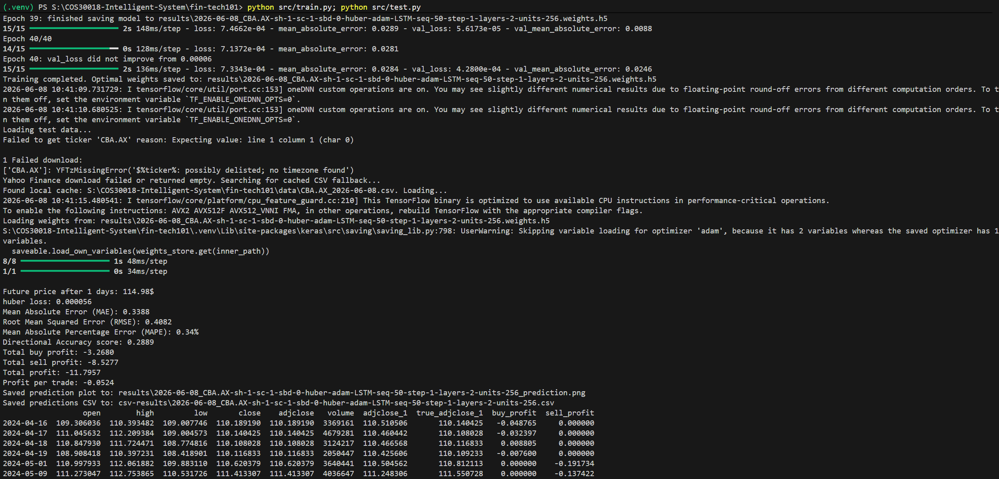 (.venv) PS S:\COS30018-Intelligent-System\fin-tech101> python src/train.py; python src/test.py
Epoch 39: finished saving model to results\2026-06-08_CBA.AX-sh-1-sc-1-sbd-0-huber-adam-LSTM-seq-50-step-1-layers-2-units-256.weights.h5
15/15 2s 148ms/step - loss: 7.4662e-04 - mean_absolute_error: 0.0289 - val_loss: 5.6173e-05 - val_mean_absolute_error: 0.0088
Epoch 40/40
14/15 0s 128ms/step - loss: 7.1372e-04 - mean_absolute_error: 0.0281
Epoch 40: val_loss did not improve from 0.00006
15/15 2s 136ms/step - loss: 7.3343e-04 - mean_absolute_error: 0.0284 - val_loss: 4.2800e-04 - val_mean_absolute_error: 0.0246
Training completed. Optimal weights saved to: results\2026-06-08_CBA.AX-sh-1-sc-1-sbd-0-huber-adam-LSTM-seq-50-step-1-layers-2-units-256.weights.h5
2026-06-08 10:41:09.731729: I tensorflow/core/util/port.cc:153] oneDNN custom operations are on. You may see slightly different numerical results due to floating-point round-off errors from different computation orders. To t
n them off, set the environment variable `TF_ENABLE_ONEDNN_OPTS=0`.
2026-06-08 10:41:10.680525: I tensorflow/core/util/port.cc:153] oneDNN custom operations are on. You may see slightly different numerical results due to floating-point round-off errors from different computation orders. To t
n them off, set the environment variable `TF_ENABLE_ONEDNN_OPTS=0`.
Loading test data...
Failed to get ticker 'CBA.AX' reason: Expecting value: line 1 column 1 (char 0)
1 Failed download:
['CBA.AX']: YFTzMissingError('$%ticker%: possibly delisted; no timezone found')
Yahoo Finance download failed or returned empty. Searching for cached CSV fallback...
Found local cache: S:\COS30018-Intelligent-System\fin-tech101\data\CBA.AX_2026-06-08.csv. Loading...
2026-06-08 10:41:15.480541: I tensorflow/core/platform/cpu_feature_guard.cc:210] This TensorFlow binary is optimized to use available CPU instructions in performance-critical operations.
To enable the following instructions: AVX2 AVX512F AVX512_VNNI FMA, in other operations, rebuild TensorFlow with the appropriate compiler flags.
Loading weights from: results\2026-06-08_CBA.AX-sh-1-sc-1-sbd-0-huber-adam-LSTM-seq-50-step-1-layers-2-units-256.weights.h5
S:\COS30018-Intelligent-System\fin-tech101\.venv\Lib\site-packages\keras\src\saving\saving_lib.py:798: UserWarning: Skipping variable loading for optimizer 'adam', because it has 2 variables whereas the saved optimizer has 1
variables.
saveable.load_own_variables(weights_store.get(inner_path))
8/8 1s 48ms/step
1/1 0s 34ms/step
Future price after 1 days: 114.98$
huber loss: 0.000056
Mean Absolute Error (MAE): 0.3388
Root Mean Squared Error (RMSE): 0.4082
Mean Absolute Percentage Error (MAPE): 0.34%
Directional Accuracy score: 0.2889
Total buy profit: -3.2680
Total sell profit: -8.5277
Total profit: -11.7957
Profit per trade: -0.0524
Saved prediction plot to: results\2026-06-08_CBA.AX-sh-1-sc-1-sbd-0-huber-adam-LSTM-seq-50-step-1-layers-2-units-256_prediction.png
Saved predictions CSV to: csv-results\2026-06-08_CBA.AX-sh-1-sc-1-sbd-0-huber-adam-LSTM-seq-50-step-1-layers-2-units-256.csv
open high low close adjclose volume adjclose_1 true_adjclose_1 buy_profit sell_profit
2024-04-16 109.306036 110.393482 109.007746 110.189190 110.189190 3369161 110.510506 110.140425 -0.048765 0.000000
2024-04-17 111.045632 112.209384 109.004573 110.140425 110.140425 4679281 110.460442 110.108028 -0.032397 0.000000
2024-04-18 110.847930 111.724471 108.774816 110.108028 110.108028 3124217 110.466568 110.116833 0.008805 0.000000
2024-04-19 108.908418 110.397231 108.418901 110.116833 110.116833 2050447 110.425606 110.109233 -0.007600 0.000000
2024-05-01 110.997933 112.061882 109.883110 110.620379 110.620379 3640441 110.504562 110.812113 0.000000 -0.191734
2024-05-09 111.273047 112.753865 110.531726 111.413307 111.413307 4036647 111.248306 111.550728 0.000000 -0.137422